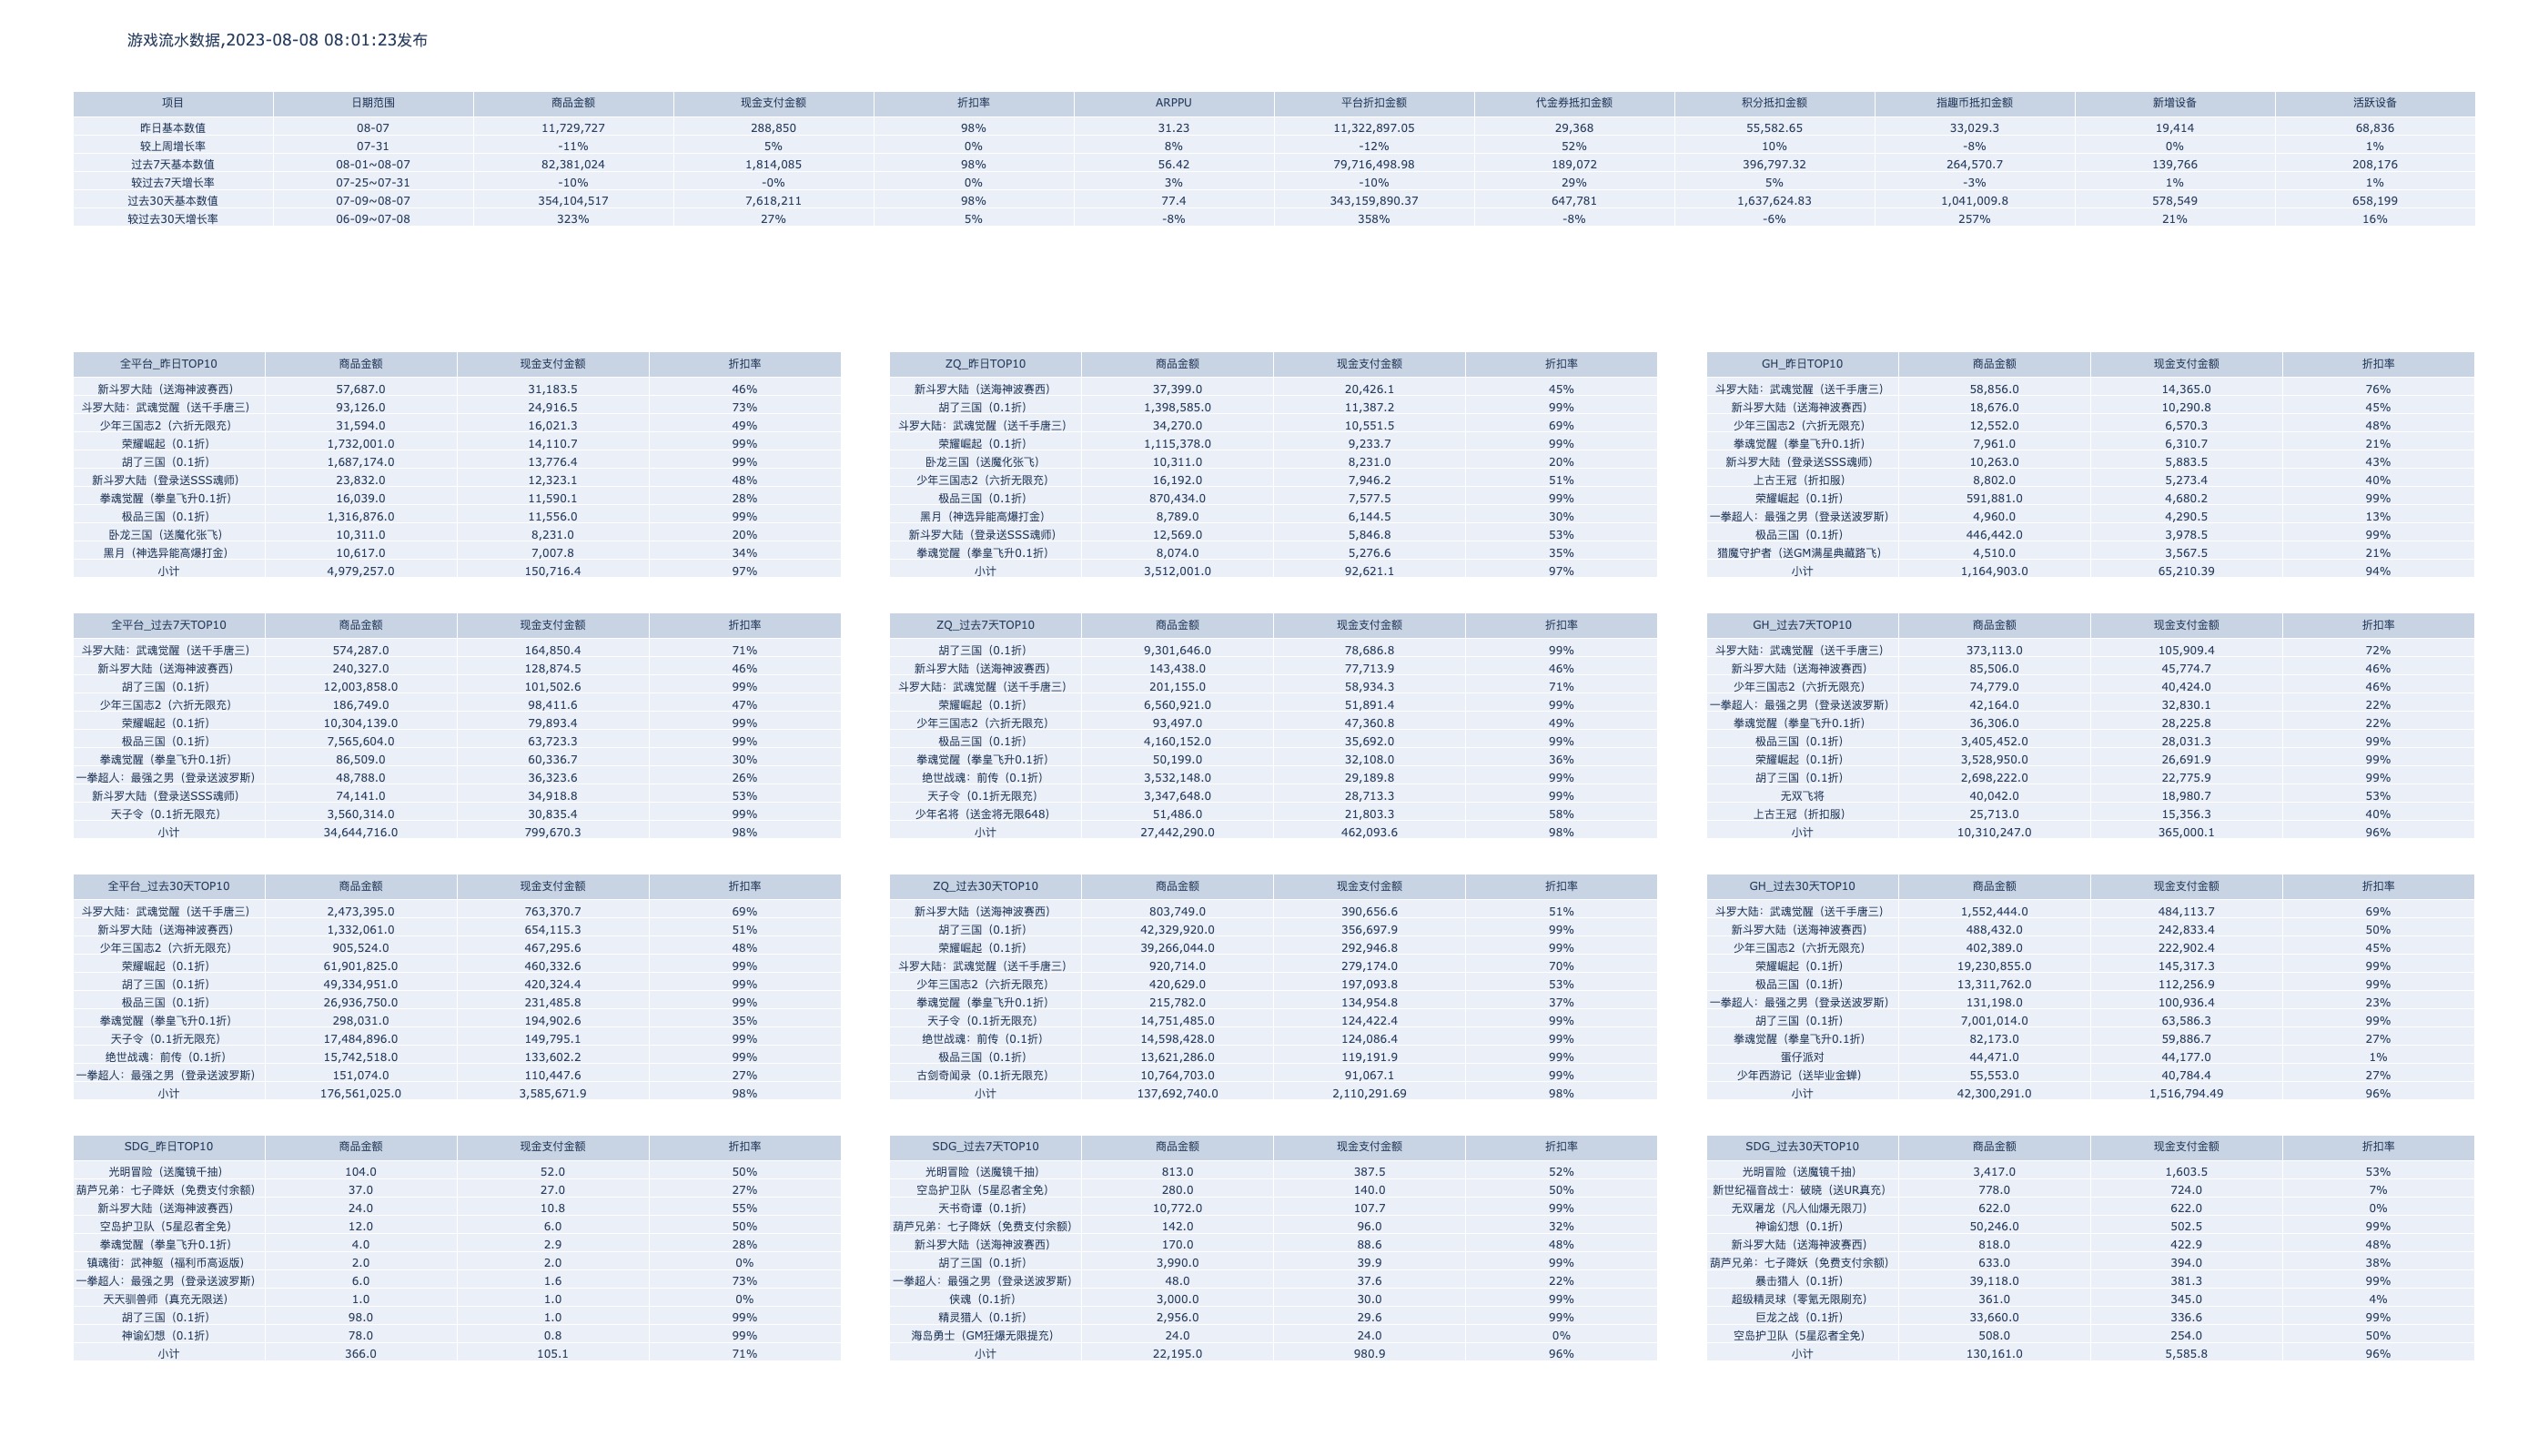 游戏流水数据,2023-08-08 08:01:23发布
项目 日期范围 商品金额 现金支付金额 折扣率 ARPPU 平台折扣金额 代金券抵扣金额 积分抵扣金额 指趣币抵扣金额 新增设备 活跃设备
昨日基本数值 08-07 11,729,727 288,850 98% 31.23 11,322,897.05 29,368 55,582.65 33,029.3 19,414 68,836
较上周增长率 07-31 -11% 5% 0% 8% -12% 52% 10% -8% 0% 1%
过去7天基本数值 08-01~08-07 82,381,024 1,814,085 98% 56.42 79,716,498.98 189,072 396,797.32 264,570.7 139,766 208,176
较过去7天增长率 07-25~07-31 -10% -0% 0% 3% -10% 29% 5% -3% 1% 1%
过去30天基本数值 07-09~08-07 354,104,517 7,618,211 98% 77.4 343,159,890.37 647,781 1,637,624.83 1,041,009.8 578,549 658,199
较过去30天增长率 06-09~07-08 323% 27% 5% -8% 358% -8% -6% 257% 21% 16%
全平台_昨日TOP10 商品金额 现金支付金额 折扣率
新斗罗大陆（送海神波赛西） 57,687.0 31,183.5 46%
斗罗大陆：武魂觉醒（送千手唐三） 93,126.0 24,916.5 73%
少年三国志2（六折无限充） 31,594.0 16,021.3 49%
荣耀崛起（0.1折） 1,732,001.0 14,110.7 99%
胡了三国（0.1折） 1,687,174.0 13,776.4 99%
新斗罗大陆（登录送SSS魂师） 23,832.0 12,323.1 48%
拳魂觉醒（拳皇飞升0.1折） 16,039.0 11,590.1 28%
极品三国（0.1折） 1,316,876.0 11,556.0 99%
卧龙三国（送魔化张飞） 10,311.0 8,231.0 20%
黑月（神选异能高爆打金） 10,617.0 7,007.8 34%
小计 4,979,257.0 150,716.4 97%
ZQ_昨日TOP10 商品金额 现金支付金额 折扣率
新斗罗大陆（送海神波赛西） 37,399.0 20,426.1 45%
胡了三国（0.1折） 1,398,585.0 11,387.2 99%
斗罗大陆：武魂觉醒（送千手唐三） 34,270.0 10,551.5 69%
荣耀崛起（0.1折） 1,115,378.0 9,233.7 99%
卧龙三国（送魔化张飞） 10,311.0 8,231.0 20%
少年三国志2（六折无限充） 16,192.0 7,946.2 51%
极品三国（0.1折） 870,434.0 7,577.5 99%
黑月（神选异能高爆打金） 8,789.0 6,144.5 30%
新斗罗大陆（登录送SSS魂师） 12,569.0 5,846.8 53%
拳魂觉醒（拳皇飞升0.1折） 8,074.0 5,276.6 35%
小计 3,512,001.0 92,621.1 97%
GH_昨日TOP10 商品金额 现金支付金额 折扣率
斗罗大陆：武魂觉醒（送千手唐三） 58,856.0 14,365.0 76%
新斗罗大陆（送海神波赛西） 18,676.0 10,290.8 45%
少年三国志2（六折无限充） 12,552.0 6,570.3 48%
拳魂觉醒（拳皇飞升0.1折） 7,961.0 6,310.7 21%
新斗罗大陆（登录送SSS魂师） 10,263.0 5,883.5 43%
上古王冠（折扣服） 8,802.0 5,273.4 40%
荣耀崛起（0.1折） 591,881.0 4,680.2 99%
一拳超人：最强之男（登录送波罗斯） 4,960.0 4,290.5 13%
极品三国（0.1折） 446,442.0 3,978.5 99%
猎魔守护者（送GM满星典藏路飞） 4,510.0 3,567.5 21%
小计 1,164,903.0 65,210.39 94%
全平台_过去7天TOP10 商品金额 现金支付金额 折扣率
斗罗大陆：武魂觉醒（送千手唐三） 574,287.0 164,850.4 71%
新斗罗大陆（送海神波赛西） 240,327.0 128,874.5 46%
胡了三国（0.1折） 12,003,858.0 101,502.6 99%
少年三国志2（六折无限充） 186,749.0 98,411.6 47%
荣耀崛起（0.1折） 10,304,139.0 79,893.4 99%
极品三国（0.1折） 7,565,604.0 63,723.3 99%
拳魂觉醒（拳皇飞升0.1折） 86,509.0 60,336.7 30%
一拳超人：最强之男（登录送波罗斯） 48,788.0 36,323.6 26%
新斗罗大陆（登录送SSS魂师） 74,141.0 34,918.8 53%
天子令（0.1折无限充） 3,560,314.0 30,835.4 99%
小计 34,644,716.0 799,670.3 98%
ZQ_过去7天TOP10 商品金额 现金支付金额 折扣率
胡了三国（0.1折） 9,301,646.0 78,686.8 99%
新斗罗大陆（送海神波赛西） 143,438.0 77,713.9 46%
斗罗大陆：武魂觉醒（送千手唐三） 201,155.0 58,934.3 71%
荣耀崛起（0.1折） 6,560,921.0 51,891.4 99%
少年三国志2（六折无限充） 93,497.0 47,360.8 49%
极品三国（0.1折） 4,160,152.0 35,692.0 99%
拳魂觉醒（拳皇飞升0.1折） 50,199.0 32,108.0 36%
绝世战魂：前传（0.1折） 3,532,148.0 29,189.8 99%
天子令（0.1折无限充） 3,347,648.0 28,713.3 99%
少年名将（送金将无限648） 51,486.0 21,803.3 58%
小计 27,442,290.0 462,093.6 98%
GH_过去7天TOP10 商品金额 现金支付金额 折扣率
斗罗大陆：武魂觉醒（送千手唐三） 373,113.0 105,909.4 72%
新斗罗大陆（送海神波赛西） 85,506.0 45,774.7 46%
少年三国志2（六折无限充） 74,779.0 40,424.0 46%
一拳超人：最强之男（登录送波罗斯） 42,164.0 32,830.1 22%
拳魂觉醒（拳皇飞升0.1折） 36,306.0 28,225.8 22%
极品三国（0.1折） 3,405,452.0 28,031.3 99%
荣耀崛起（0.1折） 3,528,950.0 26,691.9 99%
胡了三国（0.1折） 2,698,222.0 22,775.9 99%
无双飞将 40,042.0 18,980.7 53%
上古王冠（折扣服） 25,713.0 15,356.3 40%
小计 10,310,247.0 365,000.1 96%
全平台_过去30天TOP10 商品金额 现金支付金额 折扣率
斗罗大陆：武魂觉醒（送千手唐三） 2,473,395.0 763,370.7 69%
新斗罗大陆（送海神波赛西） 1,332,061.0 654,115.3 51%
少年三国志2（六折无限充） 905,524.0 467,295.6 48%
荣耀崛起（0.1折） 61,901,825.0 460,332.6 99%
胡了三国（0.1折） 49,334,951.0 420,324.4 99%
极品三国（0.1折） 26,936,750.0 231,485.8 99%
拳魂觉醒（拳皇飞升0.1折） 298,031.0 194,902.6 35%
天子令（0.1折无限充） 17,484,896.0 149,795.1 99%
绝世战魂：前传（0.1折） 15,742,518.0 133,602.2 99%
一拳超人：最强之男（登录送波罗斯） 151,074.0 110,447.6 27%
小计 176,561,025.0 3,585,671.9 98%
ZQ_过去30天TOP10 商品金额 现金支付金额 折扣率
新斗罗大陆（送海神波赛西） 803,749.0 390,656.6 51%
胡了三国（0.1折） 42,329,920.0 356,697.9 99%
荣耀崛起（0.1折） 39,266,044.0 292,946.8 99%
斗罗大陆：武魂觉醒（送千手唐三） 920,714.0 279,174.0 70%
少年三国志2（六折无限充） 420,629.0 197,093.8 53%
拳魂觉醒（拳皇飞升0.1折） 215,782.0 134,954.8 37%
天子令（0.1折无限充） 14,751,485.0 124,422.4 99%
绝世战魂：前传（0.1折） 14,598,428.0 124,086.4 99%
极品三国（0.1折） 13,621,286.0 119,191.9 99%
古剑奇闻录（0.1折无限充） 10,764,703.0 91,067.1 99%
小计 137,692,740.0 2,110,291.69 98%
GH_过去30天TOP10 商品金额 现金支付金额 折扣率
斗罗大陆：武魂觉醒（送千手唐三） 1,552,444.0 484,113.7 69%
新斗罗大陆（送海神波赛西） 488,432.0 242,833.4 50%
少年三国志2（六折无限充） 402,389.0 222,902.4 45%
荣耀崛起（0.1折） 19,230,855.0 145,317.3 99%
极品三国（0.1折） 13,311,762.0 112,256.9 99%
一拳超人：最强之男（登录送波罗斯） 131,198.0 100,936.4 23%
胡了三国（0.1折） 7,001,014.0 63,586.3 99%
拳魂觉醒（拳皇飞升0.1折） 82,173.0 59,886.7 27%
蛋仔派对 44,471.0 44,177.0 1%
少年西游记（送毕业金蝉） 55,553.0 40,784.4 27%
小计 42,300,291.0 1,516,794.49 96%
SDG_昨日TOP10 商品金额 现金支付金额 折扣率
光明冒险（送魔镜千抽） 104.0 52.0 50%
葫芦兄弟：七子降妖（免费支付余额） 37.0 27.0 27%
新斗罗大陆（送海神波赛西） 24.0 10.8 55%
空岛护卫队（5星忍者全免） 12.0 6.0 50%
拳魂觉醒（拳皇飞升0.1折） 4.0 2.9 28%
镇魂街：武神躯（福利币高返版） 2.0 2.0 0%
一拳超人：最强之男（登录送波罗斯） 6.0 1.6 73%
天天驯兽师（真充无限送） 1.0 1.0 0%
胡了三国（0.1折） 98.0 1.0 99%
神谕幻想（0.1折） 78.0 0.8 99%
小计 366.0 105.1 71%
SDG_过去7天TOP10 商品金额 现金支付金额 折扣率
光明冒险（送魔镜千抽） 813.0 387.5 52%
空岛护卫队（5星忍者全免） 280.0 140.0 50%
天书奇谭（0.1折） 10,772.0 107.7 99%
葫芦兄弟：七子降妖（免费支付余额） 142.0 96.0 32%
新斗罗大陆（送海神波赛西） 170.0 88.6 48%
胡了三国（0.1折） 3,990.0 39.9 99%
一拳超人：最强之男（登录送波罗斯） 48.0 37.6 22%
侠魂（0.1折） 3,000.0 30.0 99%
精灵猎人（0.1折） 2,956.0 29.6 99%
海岛勇士（GM狂爆无限提充） 24.0 24.0 0%
小计 22,195.0 980.9 96%
SDG_过去30天TOP10 商品金额 现金支付金额 折扣率
光明冒险（送魔镜千抽） 3,417.0 1,603.5 53%
新世纪福音战士：破晓（送UR真充） 778.0 724.0 7%
无双屠龙（凡人仙爆无限刀） 622.0 622.0 0%
神谕幻想（0.1折） 50,246.0 502.5 99%
新斗罗大陆（送海神波赛西） 818.0 422.9 48%
葫芦兄弟：七子降妖（免费支付余额） 633.0 394.0 38%
暴击猎人（0.1折） 39,118.0 381.3 99%
超级精灵球（零氪无限刷充） 361.0 345.0 4%
巨龙之战（0.1折） 33,660.0 336.6 99%
空岛护卫队（5星忍者全免） 508.0 254.0 50%
小计 130,161.0 5,585.8 96%